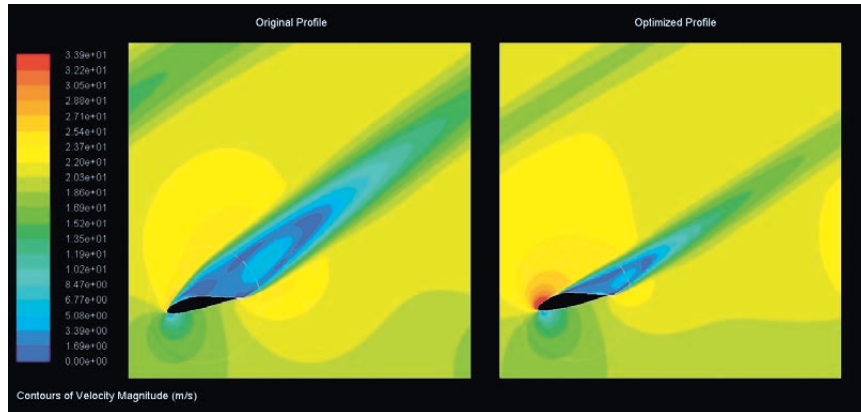 Original Profile
Optimized Profile
3.39e+01
3.22e+01
3.05e+01
2.88e+01
2.71e+01
2.54e+01
2.37e+01
2.20e+01
2.03e+01
1.86e+01
1.69e+01
1.52e+01
1.35e+01
1.19e+01
1.02e+01
8.47e+00
6.77e+00
5.08e+00
3.39e+00
1.69e+00
0.00e+00
Contours of Velocity Magnitude (m/s)